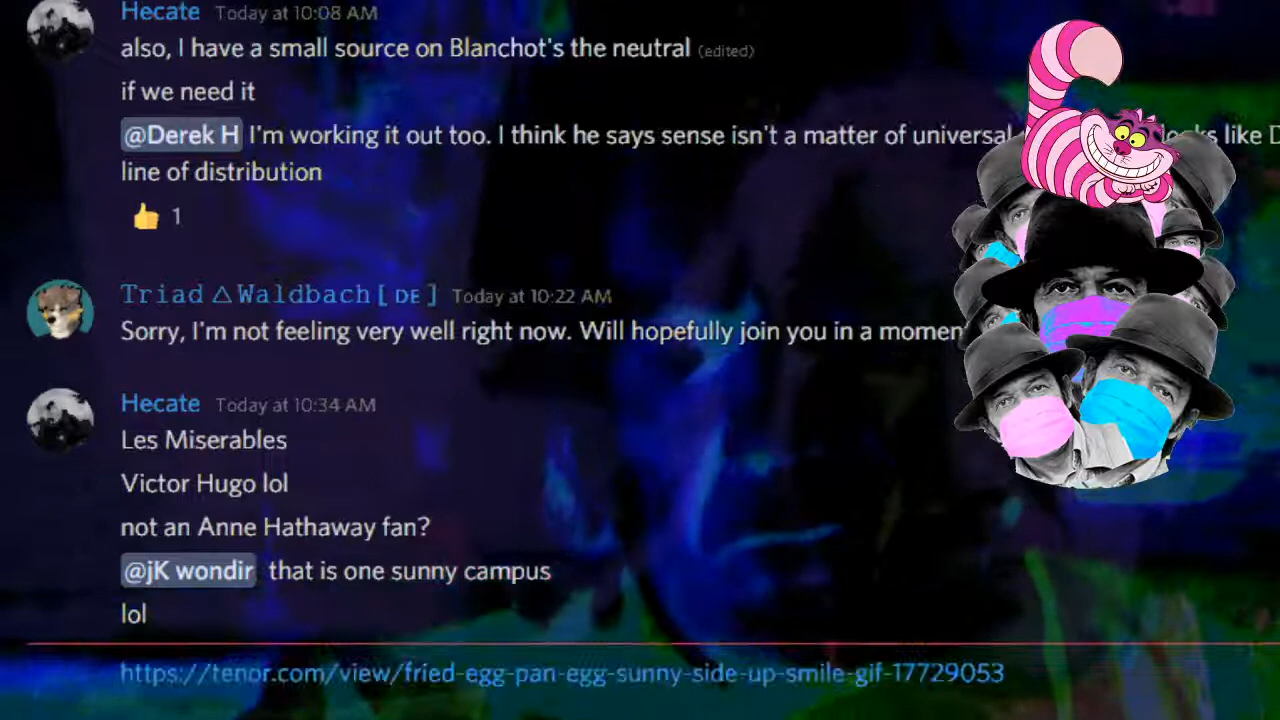 Hecate Today at 10:08 AM
also, I have a small source on Blanchot's the neutral (edited)
if we need it
@Derek H I'm working it out too. I think he says sense isn't a matter of universal like D
line of distribution
👍 1
Triad △ Waldbach [ DE ] Today at 10:22 AM
Sorry, I'm not feeling very well right now. Will hopefully join you in a momen
Hecate Today at 10:34 AM
Les Miserables
Victor Hugo lol
not an Anne Hathaway fan?
@jK wondir that is one sunny campus
lol
https://tenor.com/view/fried-egg-pan-egg-sunny-side-up-smile-gif-17729053